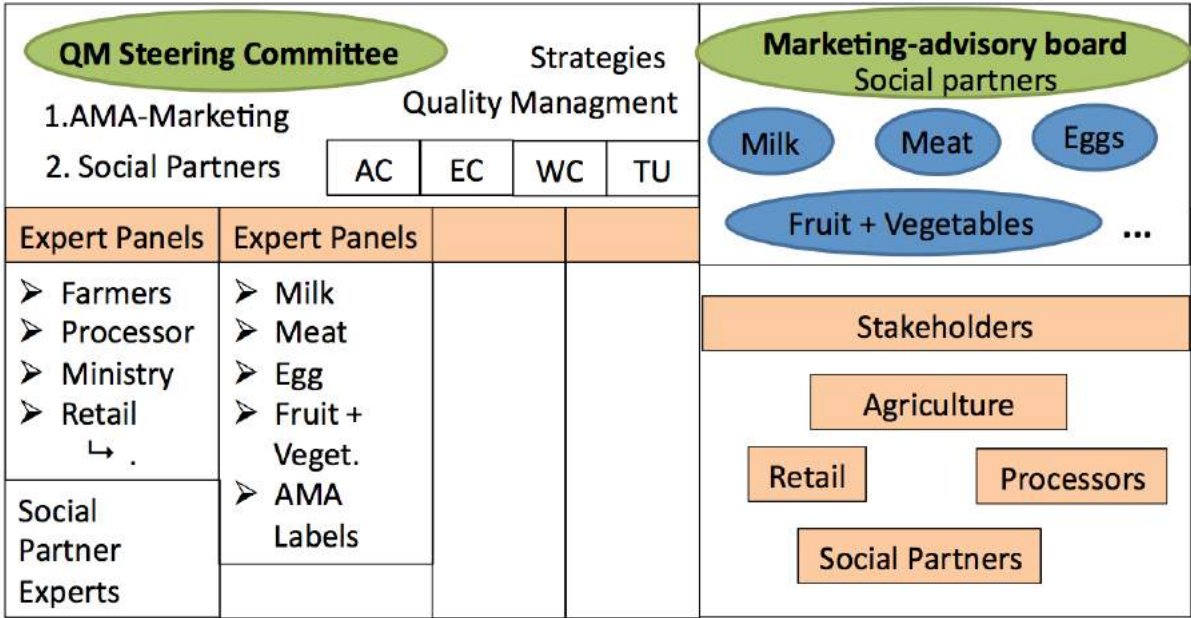 QM Steering Committee
Strategies
Quality Managment
1.AMA-Marketing
2. Social Partners
AC EC WC TU
Expert Panels
➢ Farmers
➢ Processor
➢ Ministry
➢ Retail
↳ .
Social
Partner
Experts
Expert Panels
➢ Milk
➢ Meat
➢ Egg
➢ Fruit +
Veget.
➢ AMA
Labels
Marketing-advisory board
Social partners
Milk Meat Eggs
Fruit + Vegetables ...
Stakeholders
Agriculture
Retail Processors
Social Partners